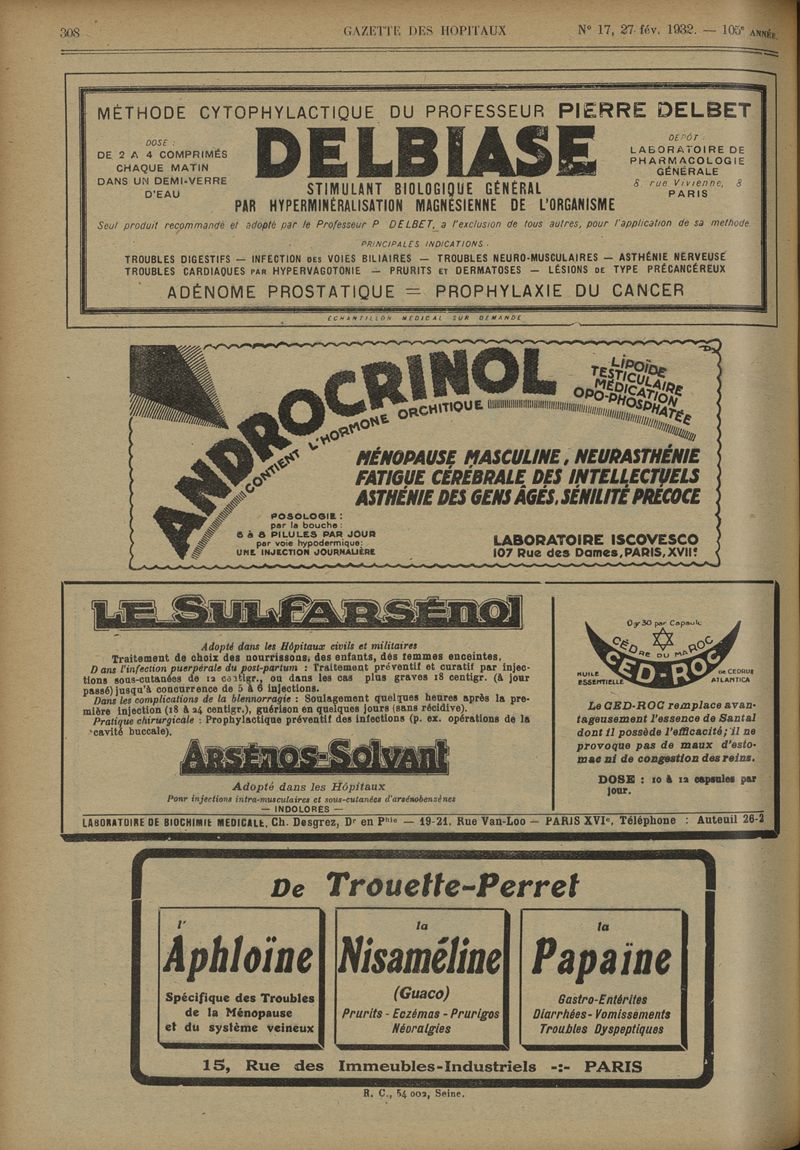 308
GAZETTE DES HOPITAUX
N° 17, 27 fév. 1932. — 105e ANNÉE.
MÉTHODE CYTOPHYLACTIQUE DU PROFESSEUR PIERRE DELBET
DOSE :
DE 2 A 4 COMPRIMÉS
CHAQUE MATIN
DANS UN DEMI-VERRE
D'EAU
DELBIASE
STIMULANT BIOLOGIQUE GÉNÉRAL
PAR HYPERMINÉRALISATION MAGNÉSIENNE DE L'ORGANISME
DEPÔT :
LABORATOIRE DE
PHARMACOLOGIE
GÉNÉRALE
8 rue Vivienne, 8
PARIS
Seul produit recommandé et adopté par le Professeur P DELBET, a l'exclusion de tous autres, pour l'application de sa methode
PRINCIPALES INDICATIONS :
TROUBLES DIGESTIFS — INFECTION DES VOIES BILIAIRES — TROUBLES NEURO-MUSCULAIRES — ASTHÉNIE NERVEUSE
TROUBLES CARDIAQUES PAR HYPERVAGOTONIE — PRURITS ET DERMATOSES — LÉSIONS DE TYPE PRÉCANCÉREUX
ADÉNOME PROSTATIQUE = PROPHYLAXIE DU CANCER
ECHANTILLON MEDICAL SUR DEMANDE
ANDROCRINOL
CONTIENT L'HORMONE ORCHITIQUE
LIPOÏDE
TESTICULAIRE
MÉDICATION
OPO-PHOSPHATÉE
MÉNOPAUSE MASCULINE, NEURASTHÉNIE
FATIGUE CÉRÉBRALE DES INTELLECTUELS
ASTHÉNIE DES GENS ÂGÉS, SÉNILITÉ PRÉCOCE
POSOLOGIE :
par la bouche :
6 à 8 PILULES PAR JOUR
par voie hypodermique:
UNE INJECTION JOURNALIÈRE
LABORATOIRE ISCOVESCO
107 Rue des Dames, PARIS, XVIIe
LE SULFARSÉNOL
Adopté dans les Hôpitaux civils et militaires
Traitement de choix des nourrissons, des enfants, des femmes enceintes.
Dans l'infection puerpérale du post-partum : Traitement préventif et curatif par injec-
tions sous-cutanées de 12 centigr., ou dans les cas plus graves 18 centigr. (à jour
passé) jusqu'à concurrence de 5 à 6 injections.
Dans les complications de la blennorragie : Soulagement quelques heures après la pre-
mière injection (18 à 24 centigr.), guérison en quelques jours (sans récidive).
Pratique chirurgicale : Prophylactique préventif des infections (p. ex. opérations de la
cavité buccale).
ARSÉNOS-SOLVANT
Adopté dans les Hôpitaux
Pour injections intra-musculaires et sous-cutanées d'arsénobensènes
— INDOLORES —
0gr30 par Capsule
CÈDRE DU MAROC
CED-ROC
HUILE
ESSENTIELLE
DE CEDRUS
ATLANTICA
Le CED-ROC remplace avan-
tageusement l'essence de Santal
dont il possède l'efficacité; il ne
provoque pas de maux d'esto-
mac ni de congestion des reins.
DOSE : 10 à 12 capsules par
jour.
LABORATOIRE DE BIOCHIMIE MEDICALE, Ch. Desgrez, Dr en Phie — 19-21, Rue Van-Loo — PARIS XVIe, Téléphone : Auteuil 26-2
De Trouette-Perret
l'
Aphloïne
Spécifique des Troubles
de la Ménopause
et du système veineux
la
Nisaméline
(Guaco)
Prurits - Eczémas - Prurigos
Névralgies
la
Papaïne
Gastro-Entérites
Diarrhées - Vomissements
Troubles Dyspeptiques
15, Rue des Immeubles-Industriels -:- PARIS
R. C., 54 002, Seine.